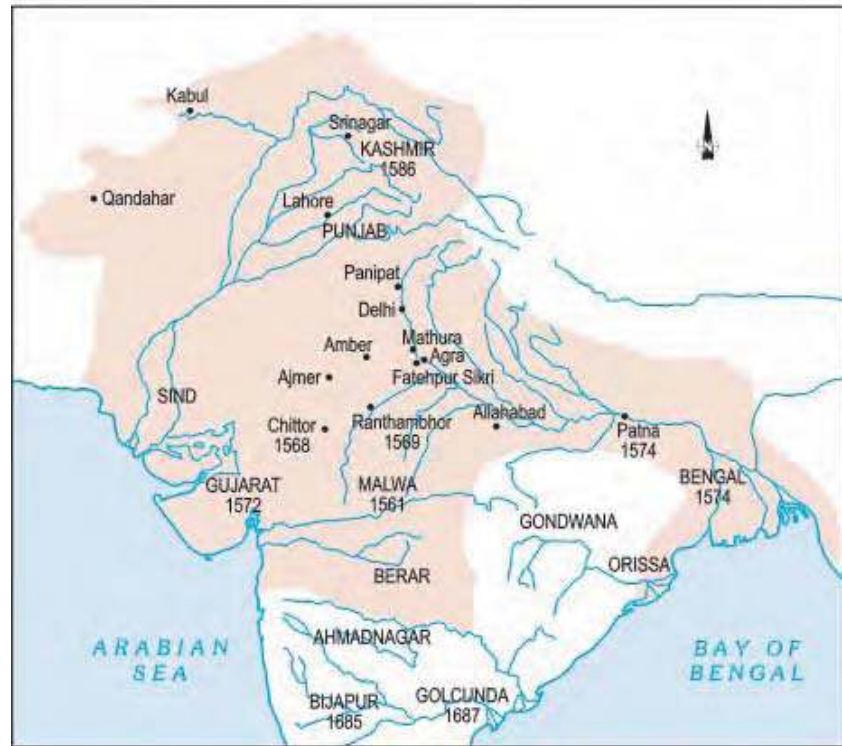 Kabul
Srinagar
KASHMIR
1586
Qandahar
Lahore
PUNJAB
Panipat
Delhi
Mathura
Agra
Fatehpur Sikri
Amber
Ajmer
SIND
Ranthambhor
1569
Chittor
1568
Allahabad
Patna
1574
GUJARAT
1572
MALWA
1561
BENGAL
1574
GONDWANA
ORISSA
BERAR
AHMADNAGAR
ARABIAN
SEA
BAY OF
BENGAL
BIJAPUR
1685
GOLCUNDA
1687
N